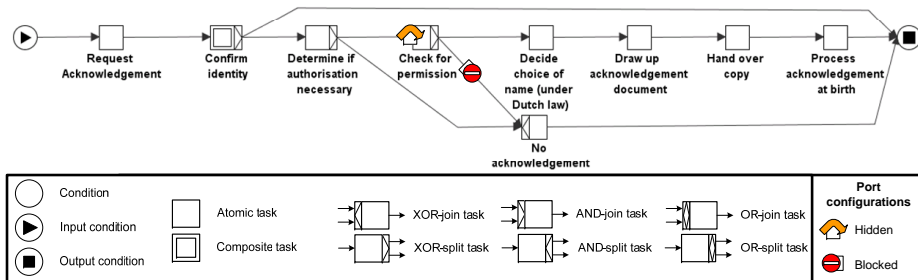 Request
Acknowledgement
Confirm
identity
Determine if
authorisation
necessary
Check for
permission
Decide
choice of
name (under
Dutch law)
Draw up
acknowledgement
document
Hand over
copy
Process
acknowledgement
at birth
No
acknowledgement
Condition
Input condition
Output condition
Atomic task
Composite task
XOR-join task
XOR-split task
AND-join task
AND-split task
OR-join task
OR-split task
Port
configurations
Hidden
Blocked